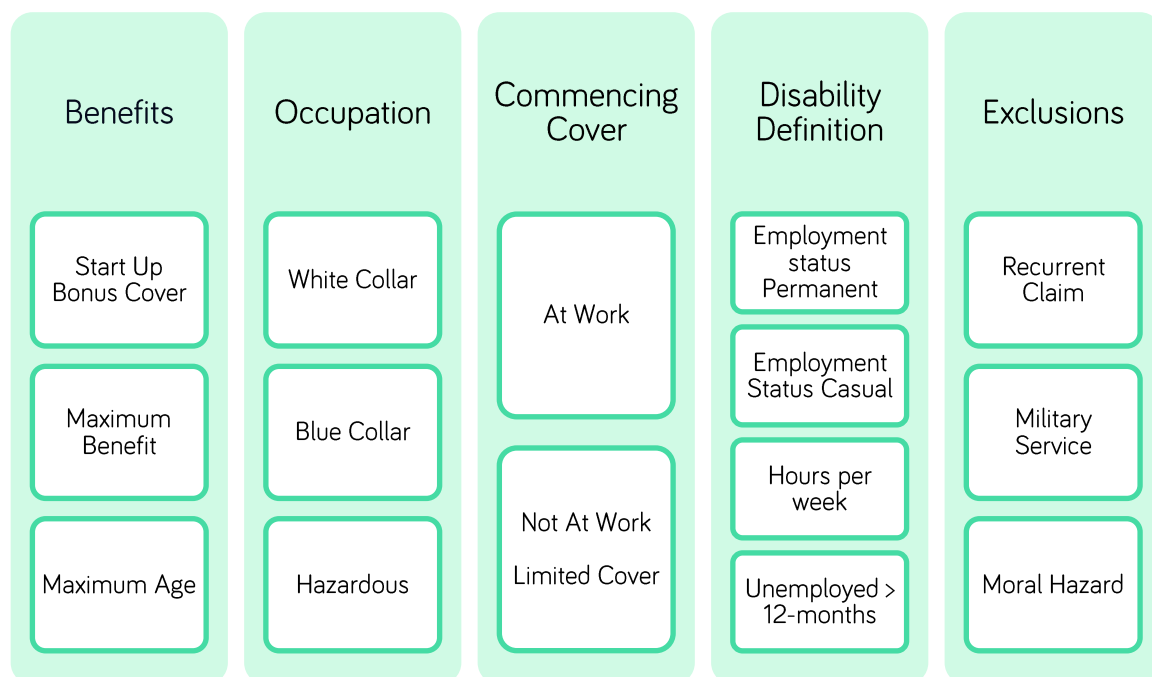 Benefits
Start Up
Bonus Cover
Maximum
Benefit
Maximum Age
Occupation
White Collar
Blue Collar
Hazardous
Commencing
Cover
At Work
Not At Work
Limited Cover
Disability
Definition
Employment
status
Permanent
Employment
Status Casual
Hours per
week
Unemployed >
12-months
Exclusions
Recurrent
Claim
Military
Service
Moral Hazard